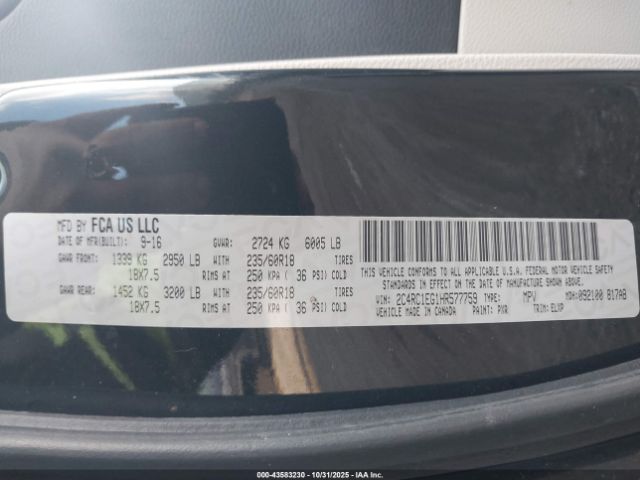 MFD BY FCA US LLC
DATE OF MFR(BUILT): 9-16 GVWR: 2724 KG 6005 LB
GAWR FRONT: 1339 KG 2950 LB WITH 235/60R18 TIRES
18X7.5 RIMS AT 250 KPA ( 36 PSI) COLD
GAWR REAR: 1452 KG 3200 LB WITH 235/60R18 TIRES
18X7.5 RIMS AT 250 KPA ( 36 PSI) COLD
THIS VEHICLE CONFORMS TO ALL APPLICABLE U.S.A. FEDERAL MOTOR VEHICLE SAFETY
STANDARDS IN EFFECT ON THE DATE OF MANUFACTURE SHOWN ABOVE.
VIN: 2C4RC1EG1HR577759 TYPE: MPV MDH: 092100 817AB
VEHICLE MADE IN CANADA PAINT: PXR TRIM: ELXP
000-43583230 - 10/31/2025 - IAA Inc.